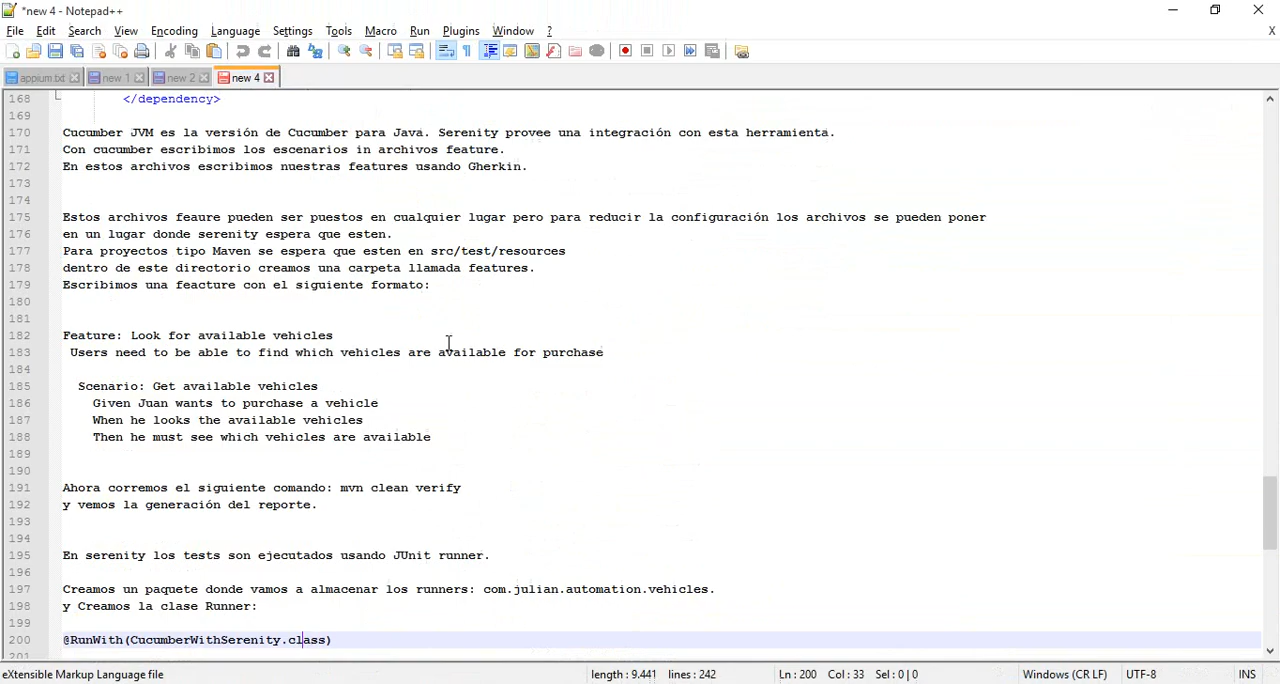 *new 4 - Notepad++
File Edit Search View Encoding Language Settings Tools Macro Run Plugins Window ? X
appium.txt new 1 new 2 new 4
168 </dependency>
169
170 Cucumber JVM es la versión de Cucumber para Java. Serenity provee una integración con esta herramienta.
171 Con cucumber escribimos los escenarios in archivos feature.
172 En estos archivos escribimos nuestras features usando Gherkin.
173
174
175 Estos archivos feaure pueden ser puestos en cualquier lugar pero para reducir la configuración los archivos se pueden poner
176 en un lugar donde serenity espera que esten.
177 Para proyectos tipo Maven se espera que esten en src/test/resources
178 dentro de este directorio creamos una carpeta llamada features.
179 Escribimos una feacture con el siguiente formato:
180
181
182 Feature: Look for available vehicles
183 Users need to be able to find which vehicles are available for purchase
184
185 Scenario: Get available vehicles
186 Given Juan wants to purchase a vehicle
187 When he looks the available vehicles
188 Then he must see which vehicles are available
189
190
191 Ahora corremos el siguiente comando: mvn clean verify
192 y vemos la generación del reporte.
193
194
195 En serenity los tests son ejecutados usando JUnit runner.
196
197 Creamos un paquete donde vamos a almacenar los runners: com.julian.automation.vehicles.
198 y Creamos la clase Runner:
199
200 @RunWith(CucumberWithSerenity.class)
201
eXtensible Markup Language file length : 9.441 lines : 242 Ln : 200 Col : 33 Sel : 0 | 0 Windows (CR LF) UTF-8 INS